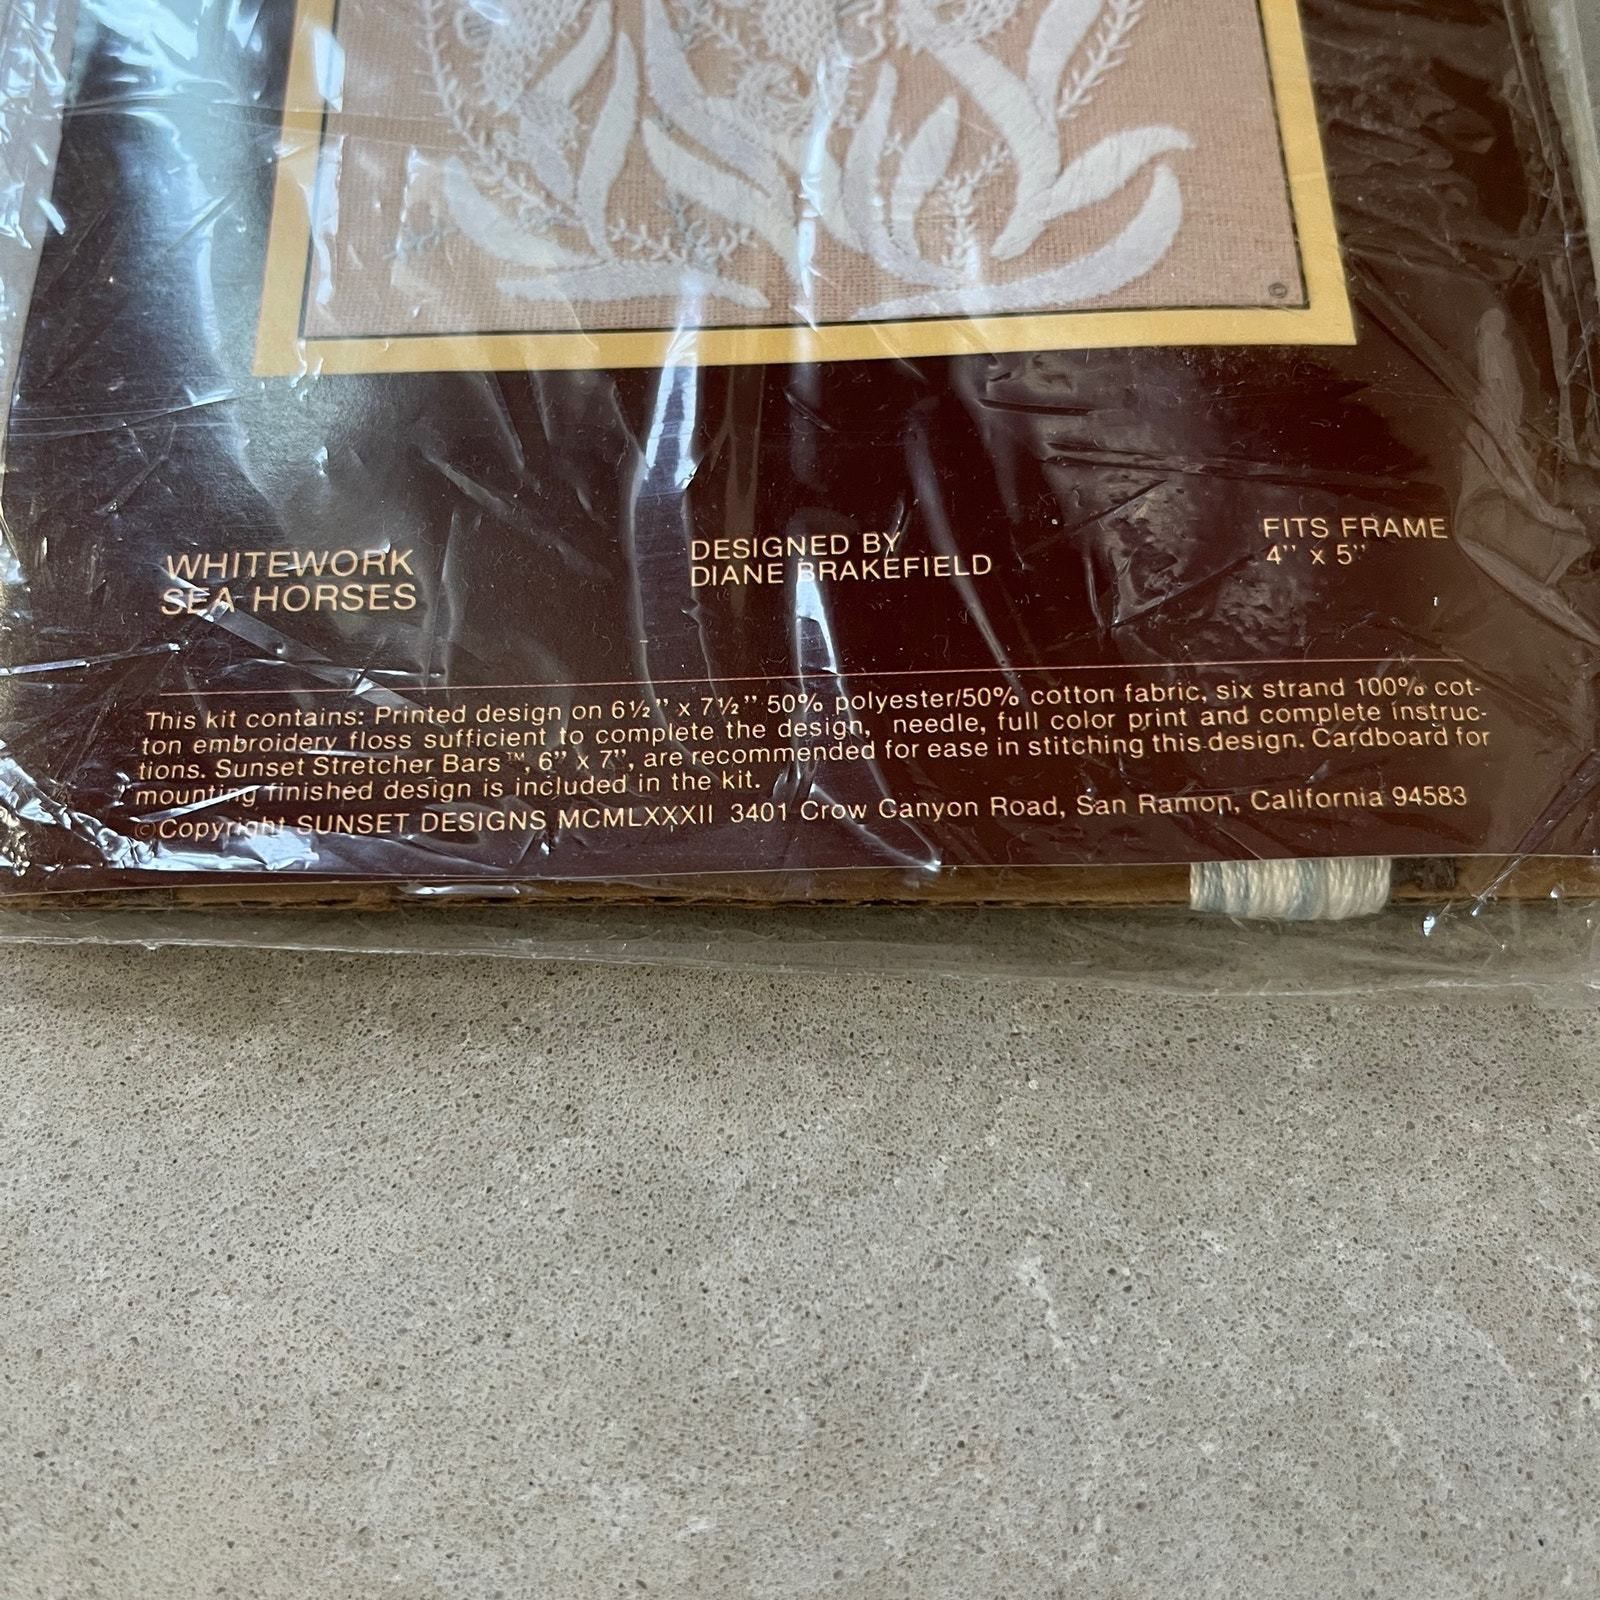 ©
WHITEWORK
SEA HORSES
DESIGNED BY
DIANE BRAKEFIELD
FITS FRAME
4" x 5"
This kit contains: Printed design on 6½" x 7½" 50% polyester/50% cotton fabric, six strand 100% cot-
ton embroidery floss sufficient to complete the design, needle, full color print and complete instruc-
tions. Sunset Stretcher Bars™, 6" x 7", are recommended for ease in stitching this design. Cardboard for
mounting finished design is included in the kit.
©Copyright SUNSET DESIGNS MCMLXXXII 3401 Crow Canyon Road, San Ramon, California 94583